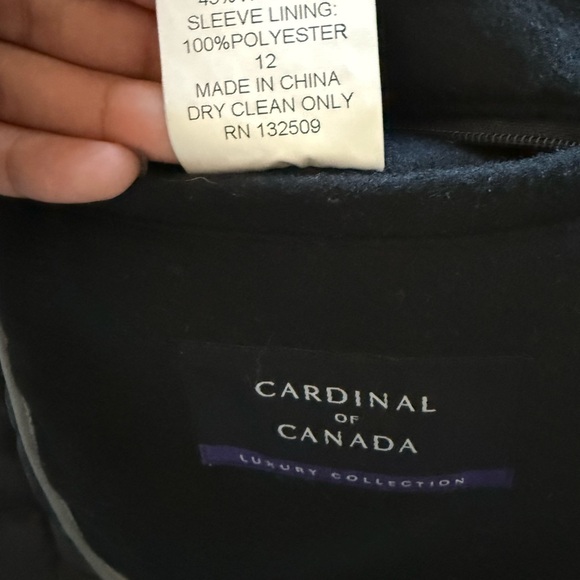 SLEEVE LINING:
100%POLYESTER
12
MADE IN CHINA
DRY CLEAN ONLY
RN 132509
CARDINAL
OF
CANADA
LUXURY COLLECTION